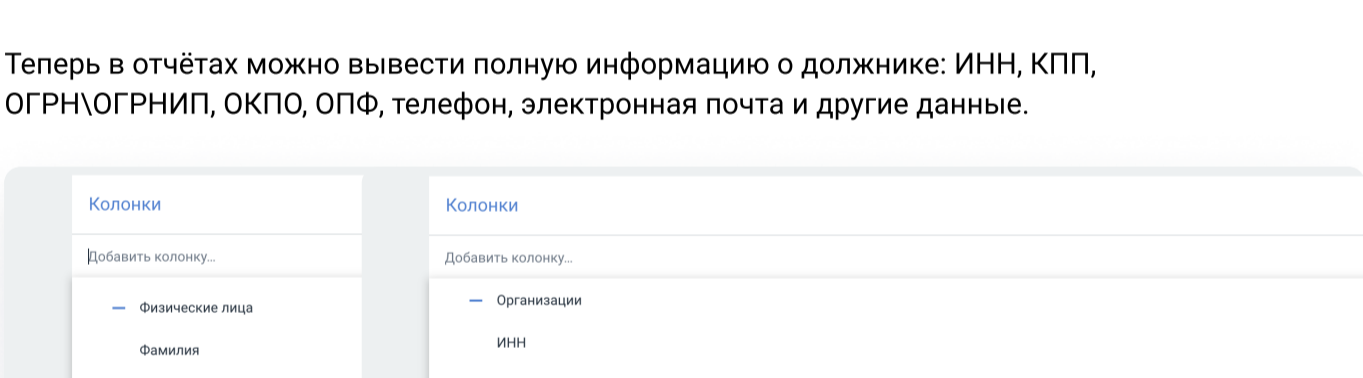 Теперь в отчётах можно вывести полную информацию о должнике: ИНН, КПП,
ОГРН\ОГРНИП, ОКПО, ОПФ, телефон, электронная почта и другие данные.
Колонки
Добавить колонку...
Физические лица
Фамилия
Колонки
Добавить колонку...
Организации
ИНН